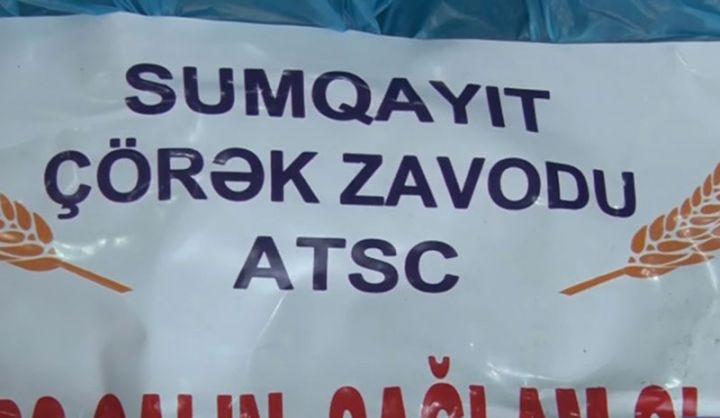 SUMQAYIT
ÇÖRƏK ZAVODU
ATSC